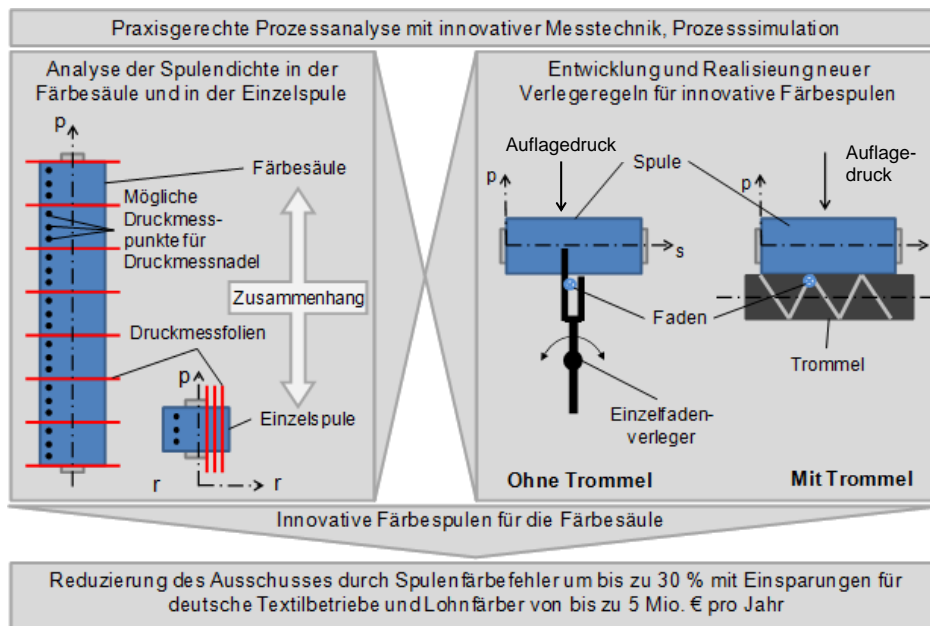 Praxisgerechte Prozessanalyse mit innovativer Messtechnik, Prozesssimulation
Analyse der Spulendichte in der
Färbesäule und in der Einzelspule
p
Färbesäule
Mögliche
Druckmess-
punkte für
Druckmessnadel
Zusammenhang
Druckmessfolien
p
Einzelspule
r
r
Entwicklung und Realisieung neuer
Verlegeregeln für innovative Färbespulen
Auflagedruck
Spule
Auflage-
druck
p
p
s
Faden
Trommel
Einzelfaden-
verleger
Ohne Trommel
Mit Trommel
Innovative Färbespulen für die Färbesäule
Reduzierung des Ausschusses durch Spulenfärbefehler um bis zu 30 % mit Einsparungen für
deutsche Textilbetriebe und Lohnfärber von bis zu 5 Mio. € pro Jahr